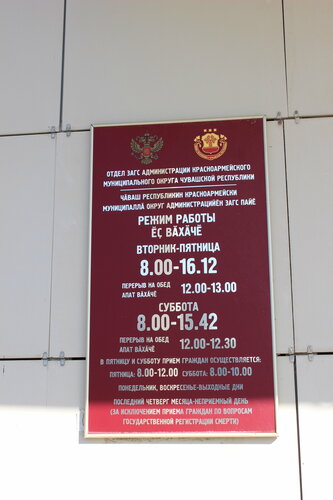 ОТДЕЛ ЗАГС АДМИНИСТРАЦИИ КРАСНОАРМЕЙСКОГО
МУНИЦИПАЛЬНОГО ОКРУГА ЧУВАШСКОЙ РЕСПУБЛИКИ
ЧӐВАШ РЕСПУБЛИКИН КРАСНОАРМЕЙСКИ
МУНИЦИПАЛЛӐ ОКРУГ АДМИНИСТРАЦИЙӖН ЗАГС ПАЙӖ
РЕЖИМ РАБОТЫ
ӖҪ ВӐХӐЧӖ
ВТОРНИК-ПЯТНИЦА
8.00-16.12
ПЕРЕРЫВ НА ОБЕД
АПАТ ВӐХӐЧӖ 12.00-13.00
СУББОТА
8.00-15.42
ПЕРЕРЫВ НА ОБЕД
АПАТ ВӐХӐЧӖ 12.00-12.30
В ПЯТНИЦУ И СУББОТУ ПРИЕМ ГРАЖДАН ОСУЩЕСТВЛЯЕТСЯ:
ПЯТНИЦА: 8.00-12.00 СУББОТА: 8.00-10.00
ПОНЕДЕЛЬНИК, ВОСКРЕСЕНЬЕ-ВЫХОДНЫЕ ДНИ
ПОСЛЕДНИЙ ЧЕТВЕРГ МЕСЯЦА-НЕПРИЕМНЫЙ ДЕНЬ
(ЗА ИСКЛЮЧЕНИЕМ ПРИЕМА ГРАЖДАН ПО ВОПРОСАМ
ГОСУДАРСТВЕННОЙ РЕГИСТРАЦИИ СМЕРТИ)